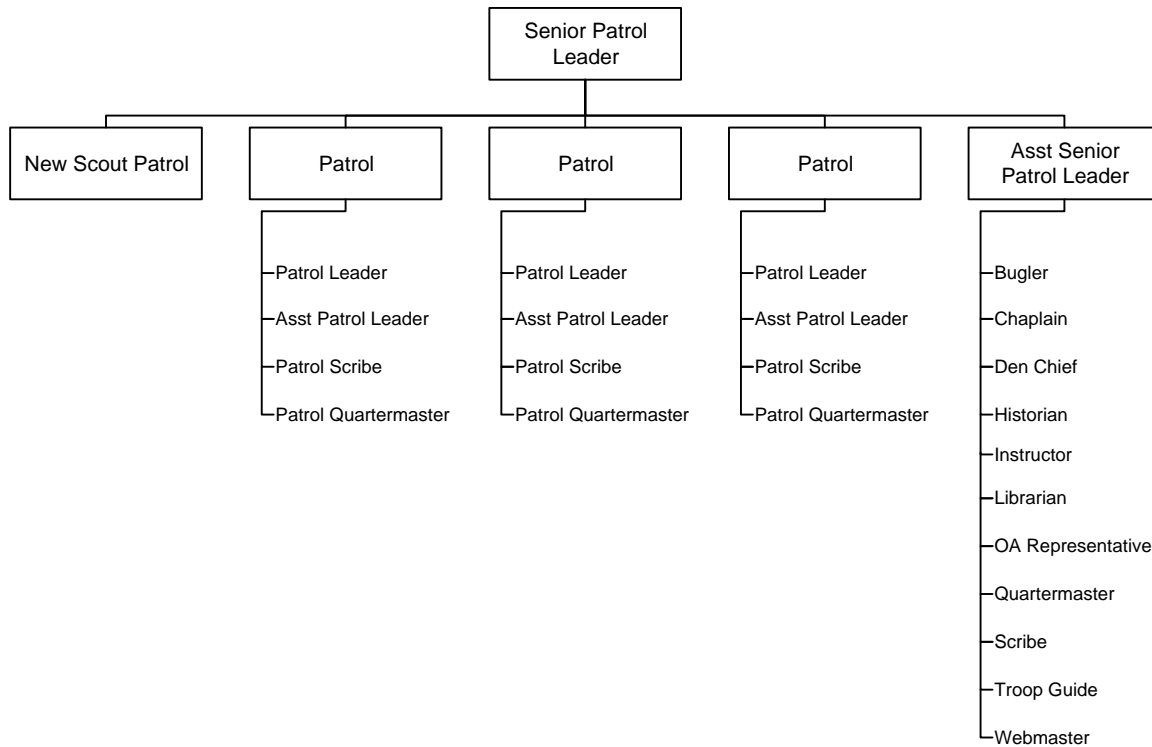 Senior Patrol
Leader
New Scout Patrol
Patrol
Patrol
Patrol
Asst Senior
Patrol Leader
Patrol Leader
Asst Patrol Leader
Patrol Scribe
Patrol Quartermaster
Patrol Leader
Asst Patrol Leader
Patrol Scribe
Patrol Quartermaster
Patrol Leader
Asst Patrol Leader
Patrol Scribe
Patrol Quartermaster
Bugler
Chaplain
Den Chief
Historian
Instructor
Librarian
OA Representative
Quartermaster
Scribe
Troop Guide
Webmaster